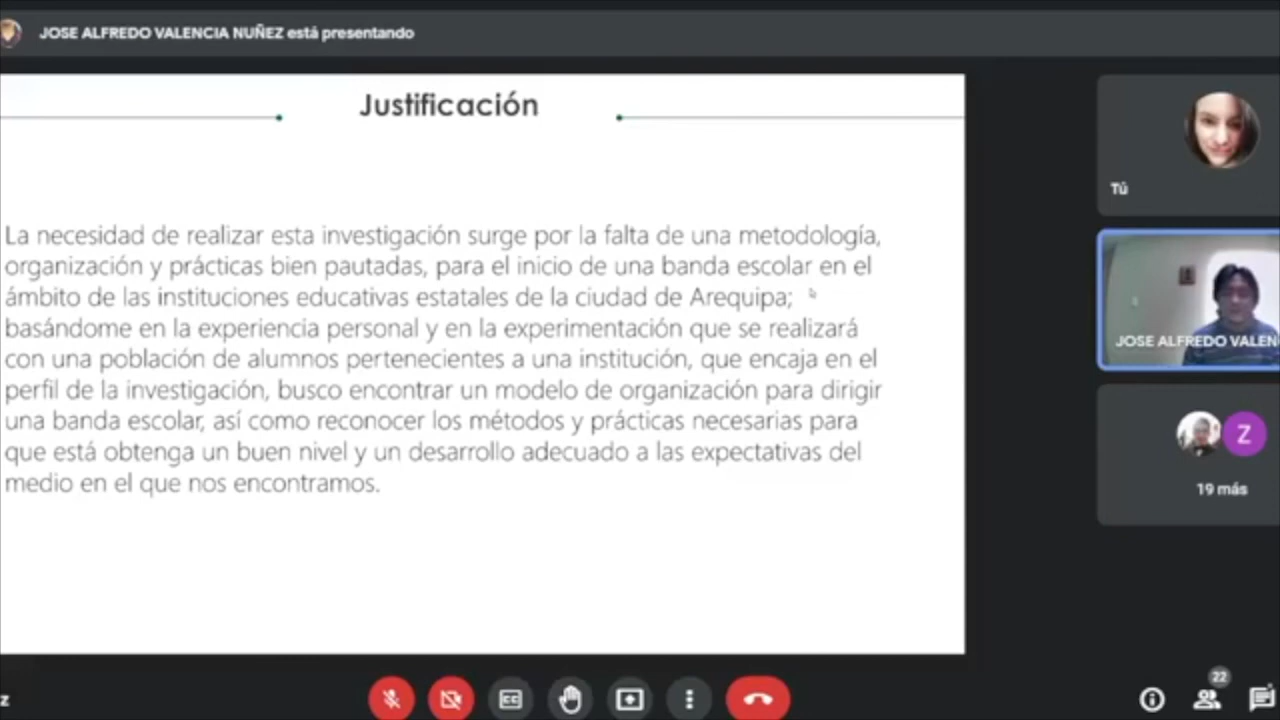 JOSE ALFREDO VALENCIA NUÑEZ está presentando
Justificación
La necesidad de realizar esta investigación surge por la falta de una metodología,
organización y prácticas bien pautadas, para el inicio de una banda escolar en el
ámbito de las instituciones educativas estatales de la ciudad de Arequipa;
basándome en la experiencia personal y en la experimentación que se realizará
con una población de alumnos pertenecientes a una institución, que encaja en el
perfil de la investigación, busco encontrar un modelo de organización para dirigir
una banda escolar, así como reconocer los métodos y prácticas necesarias para
que está obtenga un buen nivel y un desarrollo adecuado a las expectativas del
medio en el que nos encontramos.
Tú
JOSE ALFREDO VALEN
Z
19 más
z
CC
22